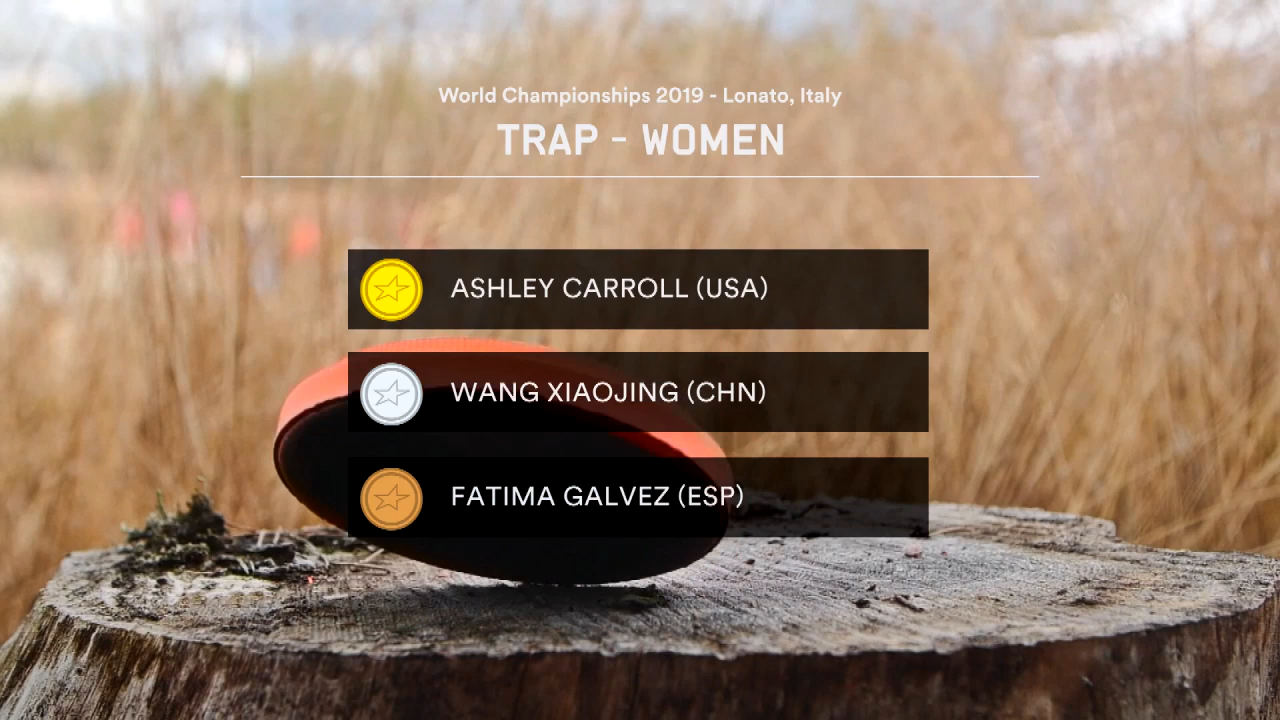 World Championships 2019 - Lonato, Italy
TRAP - WOMEN
ASHLEY CARROLL (USA)
WANG XIAOJING (CHN)
FATIMA GALVEZ (ESP)